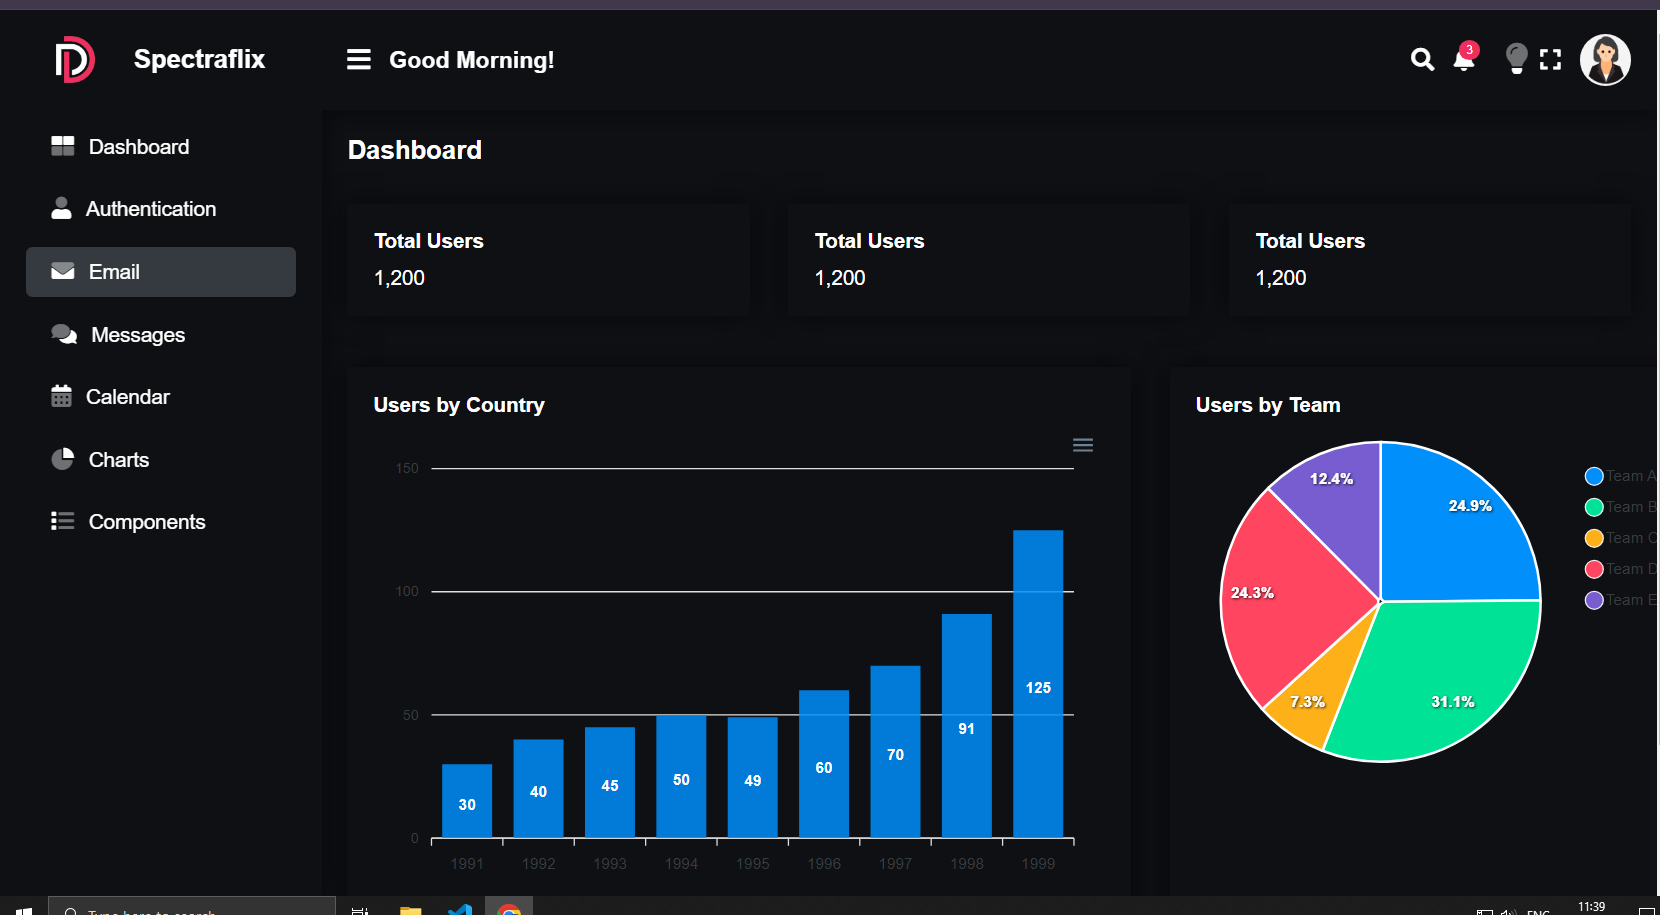 Spectraflix
Good Morning!
3
Dashboard
Authentication
Email
Messages
Calendar
Charts
Components
Dashboard
Total Users
1,200
Total Users
1,200
Total Users
1,200
Users by Country
150
100
50
0
30
40
45
50
49
60
70
91
125
1991
1992
1993
1994
1995
1996
1997
1998
1999
Users by Team
12.4%
24.9%
24.3%
7.3%
31.1%
Team A
Team B
Team C
Team D
Team E
Type here to search
ENG
11:39